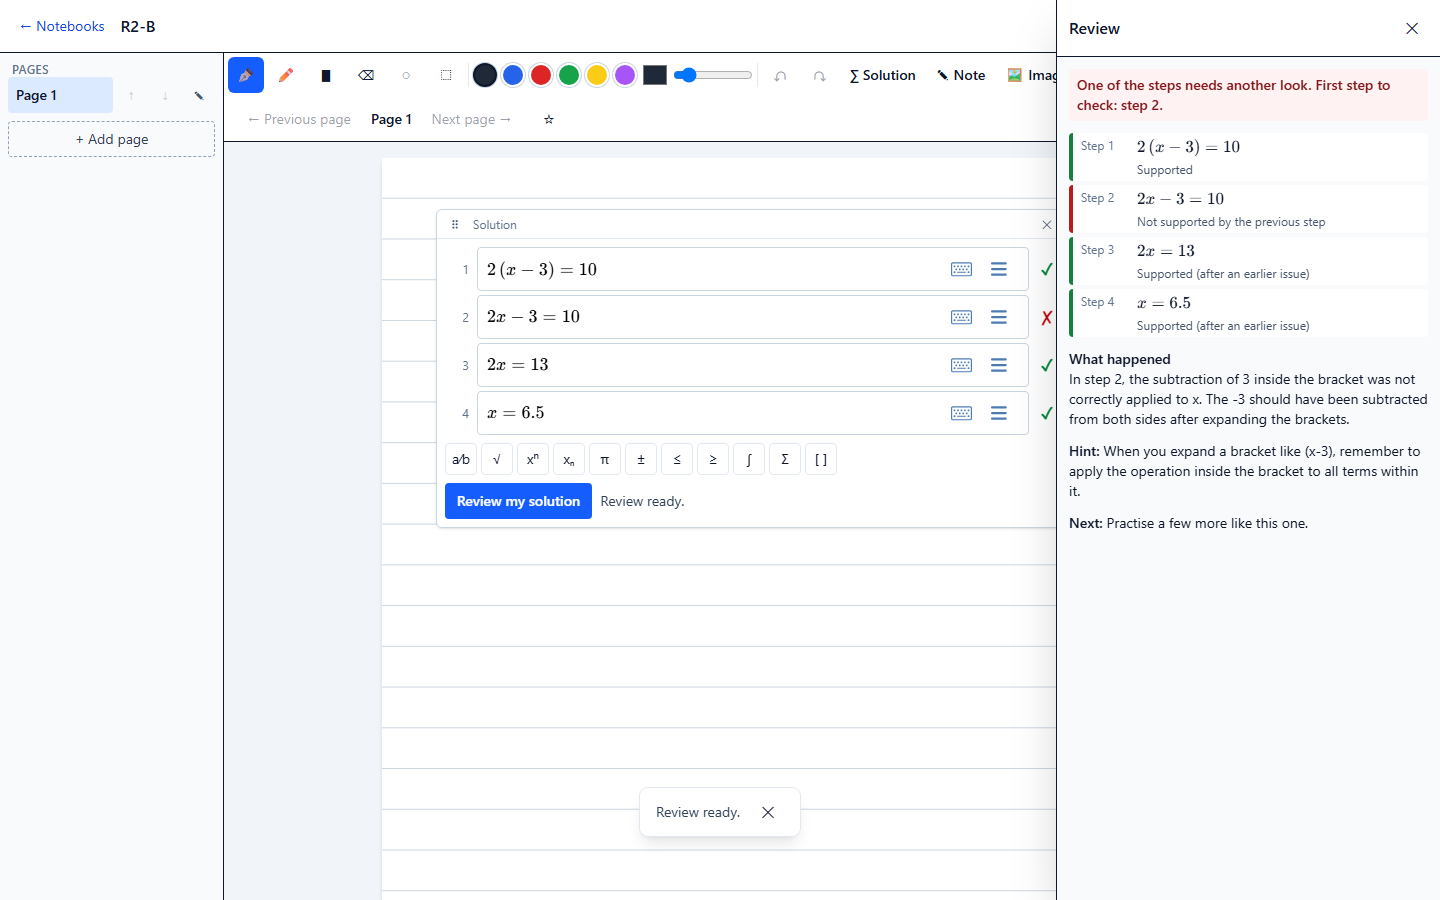 ← Notebooks R2-B
PAGES
Page 1 ↑ ↓
+ Add page
∑ Solution Note Imag
← Previous page Page 1 Next page → ☆
Solution
1 2(x − 3) = 10 ✓
2 2x − 3 = 10 ✗
3 2x = 13 ✓
4 x = 6.5 ✓
a/b √ xⁿ xₙ π ± ≤ ≥ ∫ Σ [ ]
Review my solution Review ready.
Review ready.
Review
One of the steps needs another look. First step to
check: step 2.
Step 1 2(x − 3) = 10
Supported
Step 2 2x − 3 = 10
Not supported by the previous step
Step 3 2x = 13
Supported (after an earlier issue)
Step 4 x = 6.5
Supported (after an earlier issue)
What happened
In step 2, the subtraction of 3 inside the bracket was not
correctly applied to x. The -3 should have been subtracted
from both sides after expanding the brackets.
Hint: When you expand a bracket like (x-3), remember to
apply the operation inside the bracket to all terms within
it.
Next: Practise a few more like this one.